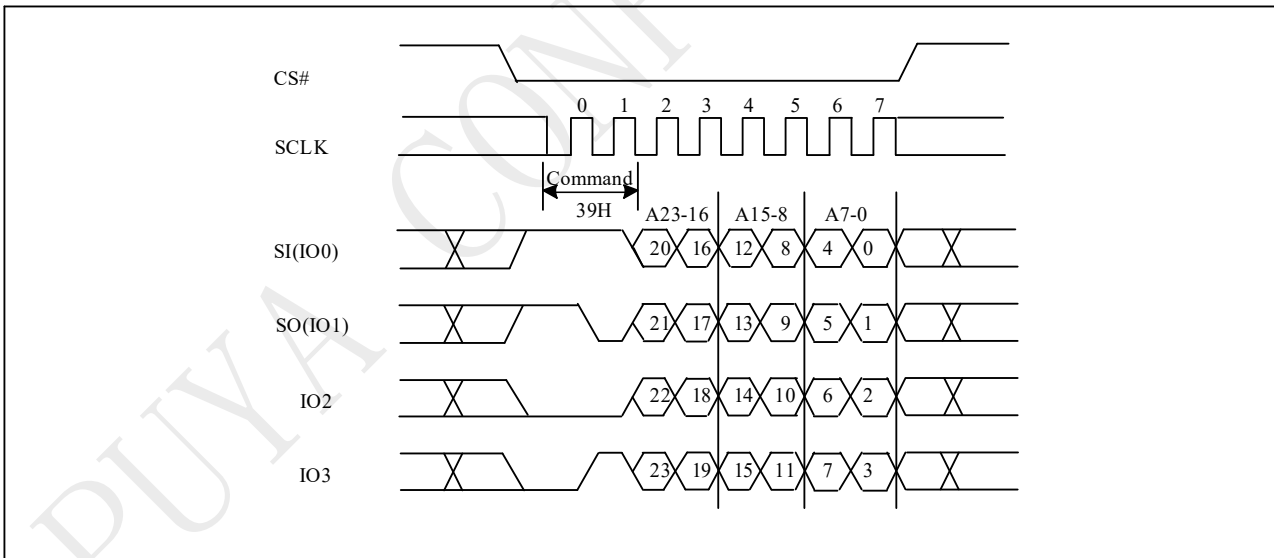 PUYA CONF
CS#
0 1 2 3 4 5 6 7
SCLK
Command
39H
A23-16 A15-8 A7-0
SI(IO0) 20 16 12 8 4 0
SO(IO1) 21 17 13 9 5 1
IO2 22 18 14 10 6 2
IO3 23 19 15 11 7 3